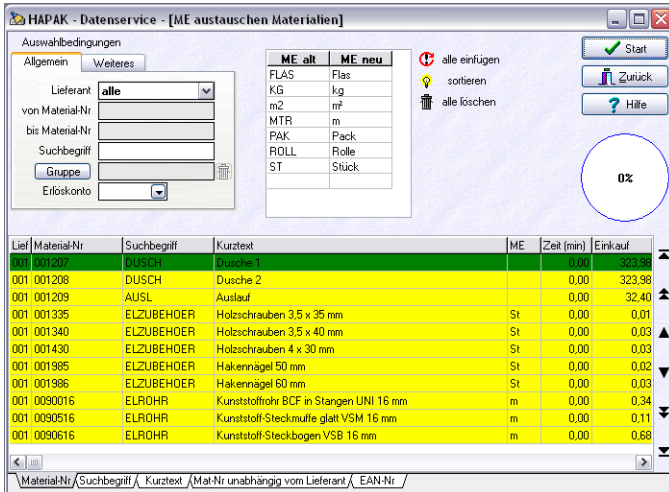 HAPAK - Datenservice - [ME austauschen Materialien]
Auswahlbedingungen
Allgemein Weiteres
Lieferant alle
von Material-Nr
bis Material-Nr
Suchbegriff
Gruppe
Erlöskonto
ME alt ME neu
FLAS Flas
KG kg
m2 m²
MTR m
PAK Pack
ROLL Rolle
ST Stück
alle einfügen
sortieren
alle löschen
Start
Zurück
Hilfe
0%
Lief Material-Nr Suchbegriff Kurztext ME Zeit (min) Einkauf
001 001207 DUSCH Dusche 1 0,00 323,98
001 001208 DUSCH Dusche 2 0,00 323,98
001 001209 AUSL Auslauf 0,00 32,40
001 001335 ELZUBEHOER Holzschrauben 3,5 x 35 mm St 0,00 0,01
001 001340 ELZUBEHOER Holzschrauben 3,5 x 40 mm St 0,00 0,03
001 001430 ELZUBEHOER Holzschrauben 4 x 30 mm St 0,00 0,03
001 001985 ELZUBEHOER Hakennägel 50 mm St 0,00 0,02
001 001986 ELZUBEHOER Hakennägel 60 mm St 0,00 0,03
001 0090016 ELROHR Kunststoffrohr BCF in Stangen UNI 16 mm m 0,00 0,34
001 0090516 ELROHR Kunststoff-Steckmuffe glatt VSM 16 mm m 0,00 0,11
001 0090616 ELROHR Kunststoff-Steckbogen VSB 16 mm m 0,00 0,68
Material-Nr Suchbegriff Kurztext Mat-Nr unabhängig vom Lieferant EAN-Nr